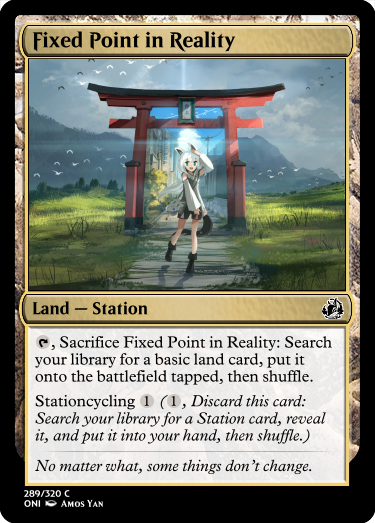 Fixed Point in Reality
Land — Station
, Sacrifice Fixed Point in Reality: Search
your library for a basic land card, put it
onto the battlefield tapped, then shuffle.
Stationcycling 1 (1, Discard this card:
Search your library for a Station card, reveal
it, and put it into your hand, then shuffle.)
No matter what, some things don't change.
289/320 C
ONI Amos Yan